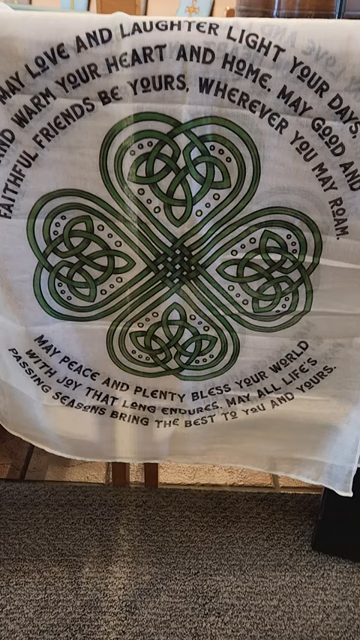 MAY LOVE AND LAUGHTER LIGHT YOUR DAYS,
AND WARM YOUR HEART AND HOME. MAY GOOD AND
FAITHFUL FRIENDS BE YOURS, WHEREVER YOU MAY ROAM.
MAY PEACE AND PLENTY BLESS YOUR WORLD
WITH JOY THAT LONG ENDURES. MAY ALL LIFE'S
PASSING SEASONS BRING THE BEST TO YOU AND YOURS.